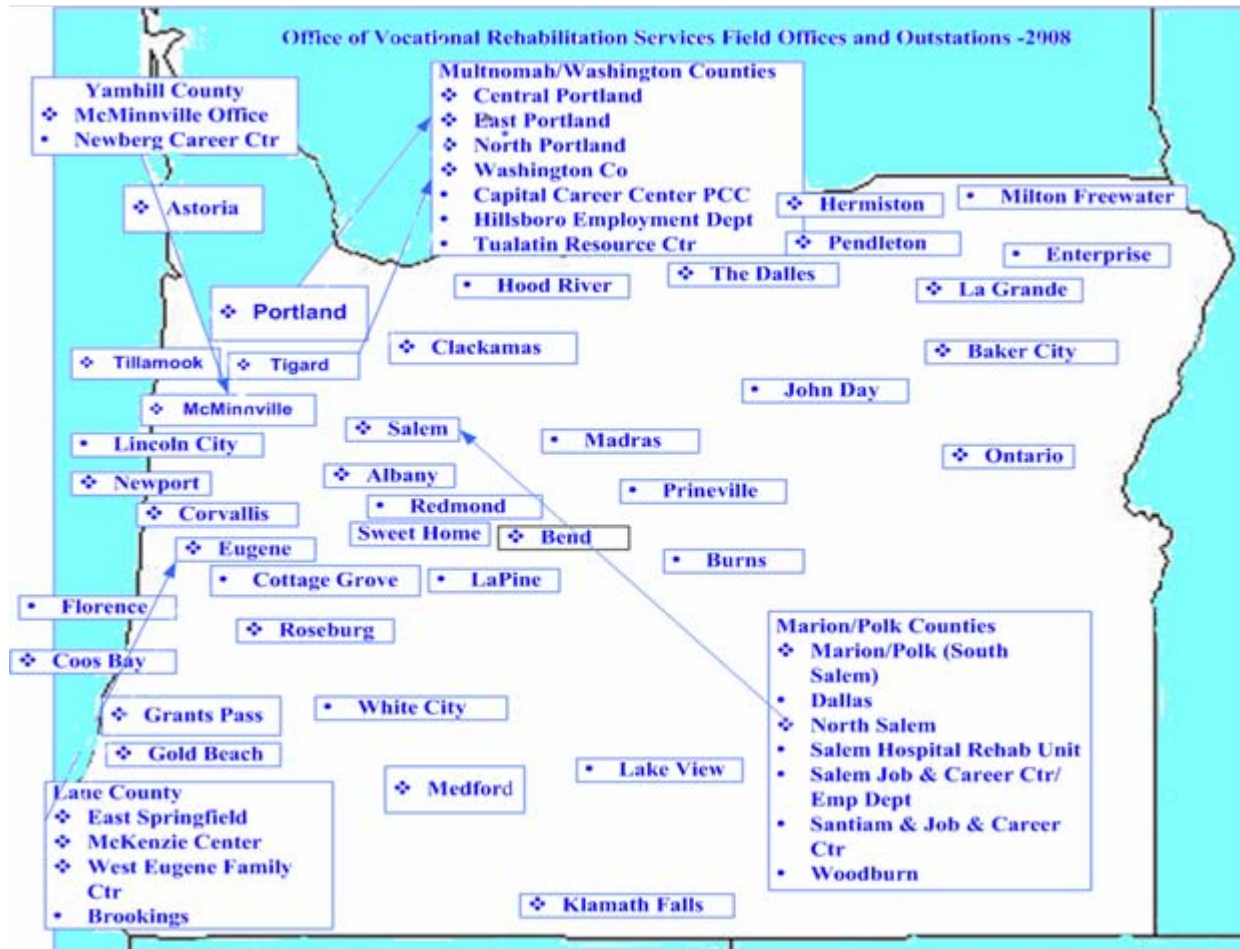 Office of Vocational Rehabilitation Services Field Offices and Outstations -2908
Yamhill County
❖ McMinnville Office
• Newberg Career Ctr
Multnomah/Washington Counties
❖ Central Portland
❖ East Portland
❖ North Portland
❖ Washington Co
• Capital Career Center PCC
• Hillsboro Employment Dept
• Tualatin Resource Ctr
❖ Astoria
❖ Hermiston
• Milton Freewater
❖ Pendleton
• Enterprise
• Hood River
❖ The Dalles
❖ La Grande
❖ Portland
❖ Clackamas
❖ Baker City
❖ Tillamook
❖ Tigard
• John Day
❖ McMinnville
❖ Salem
• Madras
• Lincoln City
❖ Ontario
❖ Newport
❖ Albany
• Prineville
• Redmond
❖ Corvallis
Sweet Home
❖ Bend
❖ Eugene
• Burns
• Cottage Grove
• LaPine
• Florence
❖ Roseburg
❖ Coos Bay
Marion/Polk Counties
❖ Marion/Polk (South
Salem)
• Dallas
❖ North Salem
• Salem Hospital Rehab Unit
• Salem Job & Career Ctr/
Emp Dept
• Santiam & Job & Career
Ctr
• Woodburn
❖ Grants Pass
• White City
❖ Gold Beach
• Lake View
❖ Medford
Lane County
❖ East Springfield
❖ McKenzie Center
❖ West Eugene Family
Ctr
• Brookings
❖ Klamath Falls